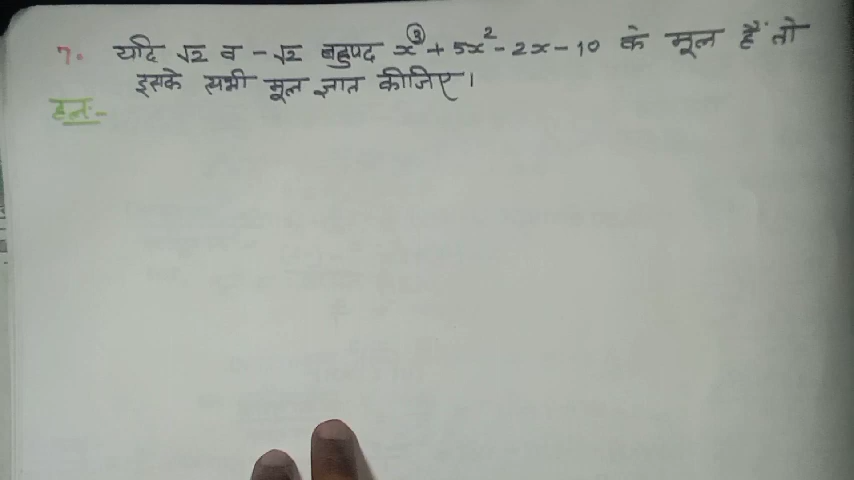 7. यदि √2 व -√2 बहुपद x³ + 5x² - 2x - 10 के मूल हैं तो
इसके सभी मूल ज्ञात कीजिए।
हल:-